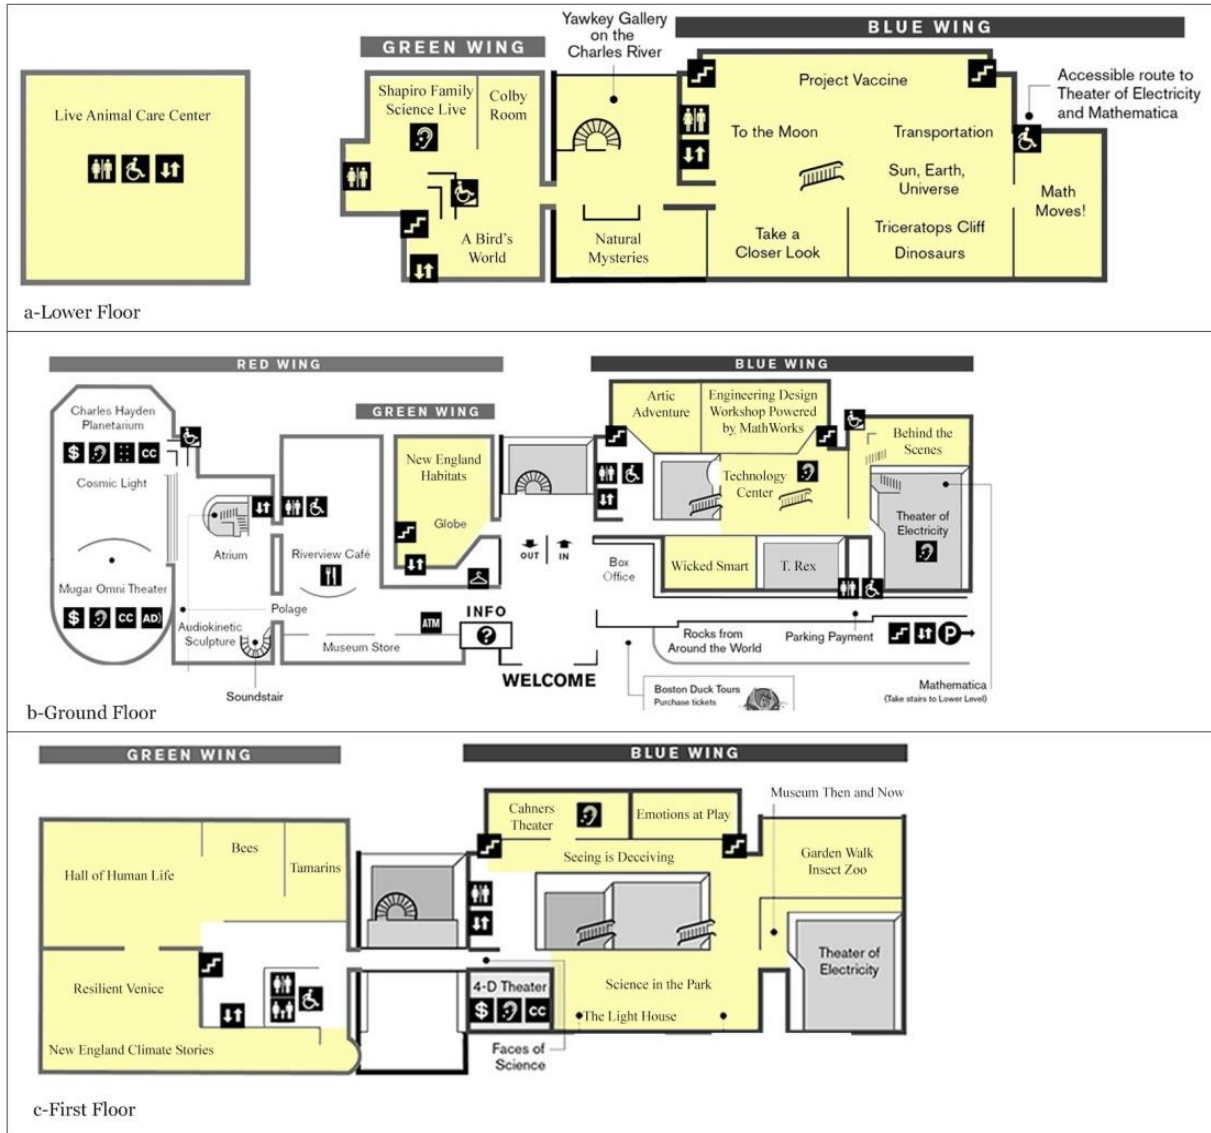 GREEN WING
Yawkey Gallery
on the
Charles River
BLUE WING
Live Animal Care Center
Shapiro Family
Science Live
Colby
Room
A Bird's
World
Natural
Mysteries
Project Vaccine
To the Moon
Transportation
Sun, Earth,
Universe
Take a
Closer Look
Triceratops Cliff
Dinosaurs
Math
Moves!
Accessible route to
Theater of Electricity
and Mathematica
a-Lower Floor
RED WING
BLUE WING
GREEN WING
Charles Hayden
Planetarium
$ CC
Cosmic Light
Mugar Omni Theater
$ CC AD))
Atrium
Polage
Audiokinetic
Sculpture
Soundstair
Riverview Café
Museum Store
ATM
INFO
?
New England
Habitats
Globe
OUT IN
WELCOME
Box
Office
Artic
Adventure
Engineering Design
Workshop Powered
by MathWorks
Technology
Center
Behind the
Scenes
Theater of
Electricity
Wicked Smart
T. Rex
Rocks from
Around the World
Parking Payment
P
Boston Duck Tours
Purchase tickets
Mathematica
(Take stairs to Lower Level)
b-Ground Floor
GREEN WING
BLUE WING
Hall of Human Life
Bees
Tamarins
Resilient Venice
New England Climate Stories
Cahners
Theater
Emotions at Play
Seeing is Deceiving
Museum Then and Now
Garden Walk
Insect Zoo
Theater of
Electricity
4-D Theater
$ CC
Science in the Park
The Light House
Faces of
Science
c-First Floor